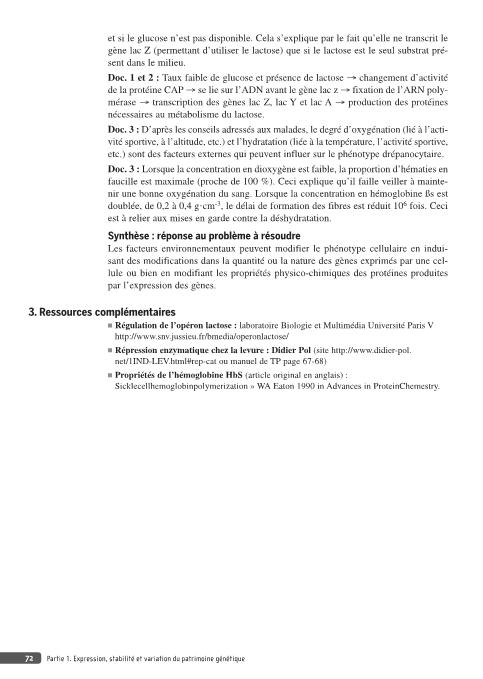 et si le glucose n'est pas disponible. Cela s'explique par le fait qu'elle ne transcrit le
gène lac Z (permettant d'utiliser le lactose) que si le lactose est le seul substrat pré-
sent dans le milieu.
Doc. 1 et 2 : Taux faible de glucose et présence de lactose → changement d'activité
de la protéine CAP → se lie sur l'ADN avant le gène lac z → fixation de l'ARN poly-
mérase → transcription des gènes lac Z, lac Y et lac A → production des protéines
nécessaires au métabolisme du lactose.
Doc. 3 : D'après les conseils adressés aux malades, le degré d'oxygénation (lié à l'acti-
vité sportive, à l'altitude, etc.) et l'hydratation (liée à la température, l'activité sportive,
etc.) sont des facteurs externes qui peuvent influer sur le phénotype drépanocytaire.
Doc. 3 : Lorsque la concentration en dioxygène est faible, la proportion d'hématies en
faucille est maximale (proche de 100 %). Ceci explique qu'il faille veiller à mainte-
nir une bonne oxygénation du sang. Lorsque la concentration en hémoglobine ßs est
doublée, de 0,2 à 0,4 g·cm⁻³, le délai de formation des fibres est réduit 10⁶ fois. Ceci
est à relier aux mises en garde contre la déshydratation.
Synthèse : réponse au problème à résoudre
Les facteurs environnementaux peuvent modifier le phénotype cellulaire en indui-
sant des modifications dans la quantité ou la nature des gènes exprimés par une cel-
lule ou bien en modifiant les propriétés physico-chimiques des protéines produites
par l'expression des gènes.
3. Ressources complémentaires
■ Régulation de l'opéron lactose : laboratoire Biologie et Multimédia Université Paris V
http://www.snv.jussieu.fr/bmedia/operonlactose/
■ Répression enzymatique chez la levure : Didier Pol (site http://www.didier-pol.
net/1IND-LEV.html#rep-cat ou manuel de TP page 67-68)
■ Propriétés de l'hémoglobine HbS (article original en anglais) :
Sicklecellhemoglobinpolymerization » WA Eaton 1990 in Advances in ProteinChemestry.
72 Partie 1. Expression, stabilité et variation du patrimoine génétique